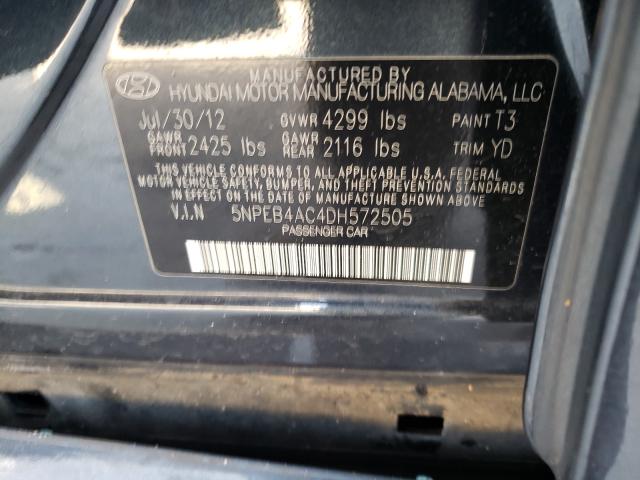 MANUFACTURED BY
HYUNDAI MOTOR MANUFACTURING ALABAMA, LLC
Jul/30/12 GVWR 4299 lbs PAINT T3
GAWR FRONT 2425 lbs GAWR REAR 2116 lbs TRIM YD
THIS VEHICLE CONFORMS TO ALL APPLICABLE U.S.A. FEDERAL
MOTOR VEHICLE SAFETY, BUMPER, AND THEFT PREVENTION STANDARDS
IN EFFECT ON THE DATE OF MANUFACTURE SHOWN ABOVE.
V.I.N 5NPEB4AC4DH572505
PASSENGER CAR